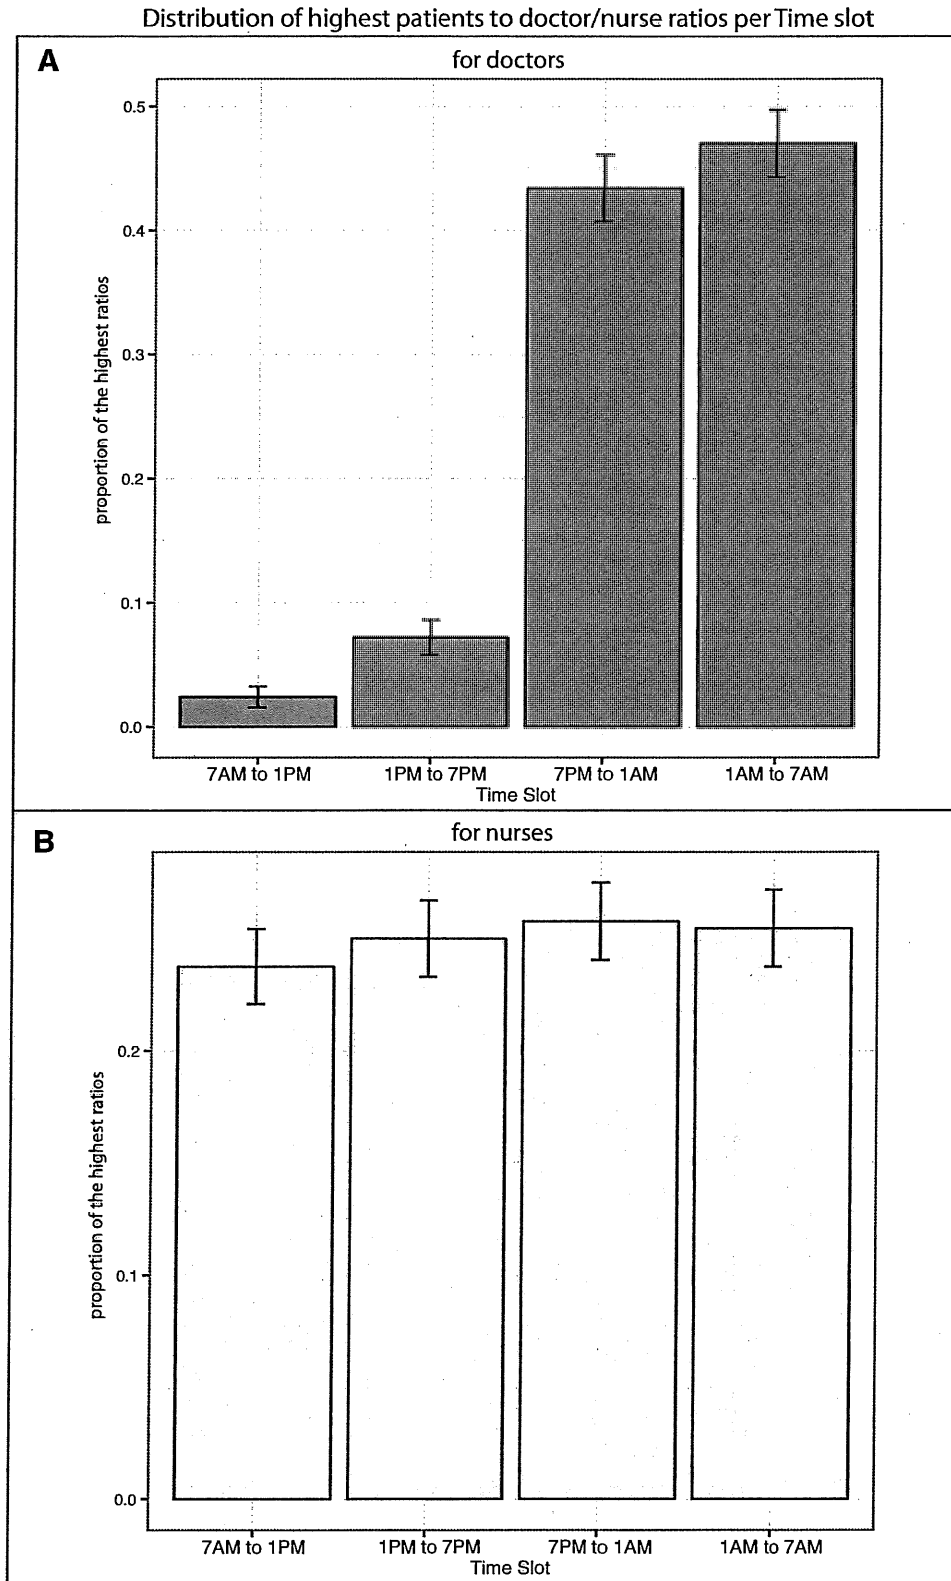 Distribution of highest patients to doctor/nurse ratios per Time slot
A
for doctors
proportion of the highest ratios
0.5
0.4
0.3
0.2
0.1
0.0
7AM to 1PM 1PM to 7PM 7PM to 1AM 1AM to 7AM
Time Slot
B
for nurses
proportion of the highest ratios
0.2
0.1
0.0
7AM to 1PM 1PM to 7PM 7PM to 1AM 1AM to 7AM
Time Slot